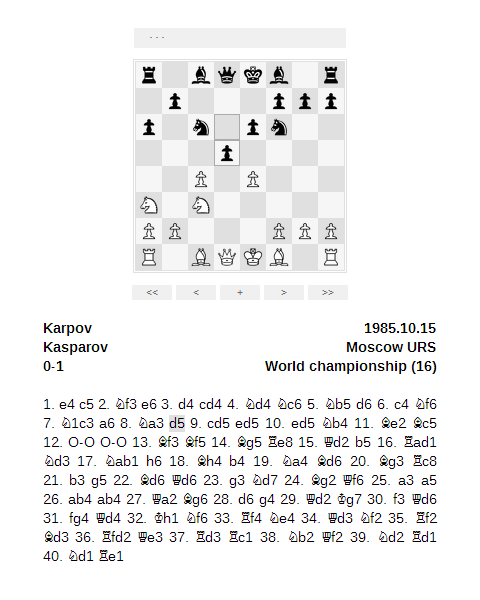 ---
<< < + > >>
Karpov 1985.10.15
Kasparov Moscow URS
0-1 World championship (16)
1. e4 c5 2. ♘f3 e6 3. d4 cd4 4. ♘d4 ♘c6 5. ♘b5 d6 6. c4 ♘f6
7. ♘1c3 a6 8. ♘a3 d5 9. cd5 ed5 10. ed5 ♘b4 11. ♗e2 ♗c5
12. O-O O-O 13. ♗f3 ♗f5 14. ♗g5 ♖e8 15. ♕d2 b5 16. ♖ad1
♘d3 17. ♘ab1 h6 18. ♗h4 b4 19. ♘a4 ♗d6 20. ♗g3 ♖c8
21. b3 g5 22. ♗d6 ♕d6 23. g3 ♘d7 24. ♗g2 ♕f6 25. a3 a5
26. ab4 ab4 27. ♕a2 ♗g6 28. d6 g4 29. ♕d2 ♔g7 30. f3 ♕d6
31. fg4 ♕d4 32. ♔h1 ♘f6 33. ♖f4 ♘e4 34. ♕d3 ♘f2 35. ♖f2
♗d3 36. ♖fd2 ♕e3 37. ♖d3 ♖c1 38. ♘b2 ♕f2 39. ♘d2 ♖d1
40. ♘d1 ♖e1